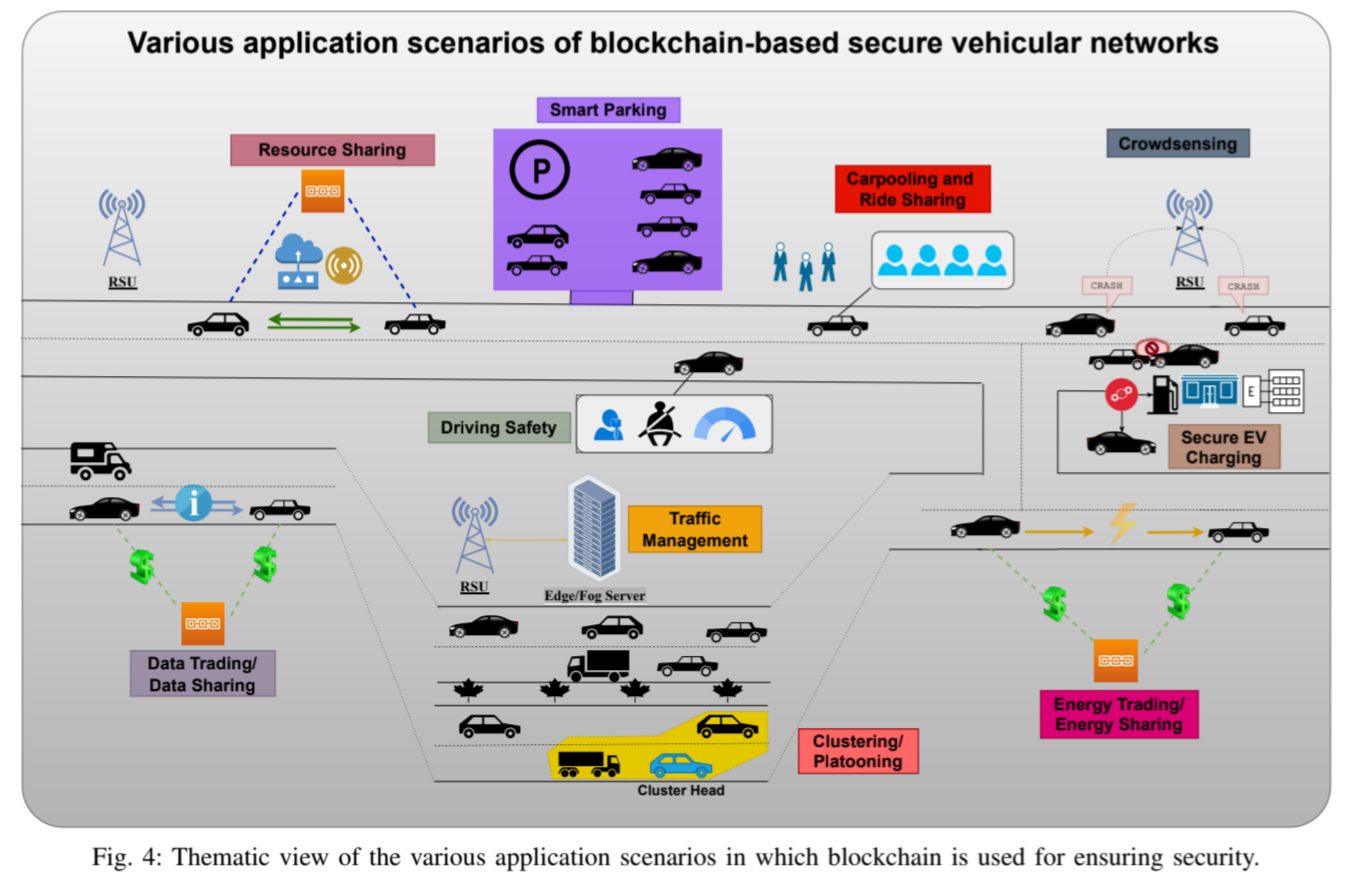 Various application scenarios of blockchain-based secure vehicular networks
Smart Parking
Resource Sharing
Crowdsensing
P
Carpooling and
Ride Sharing
RSU
RSU
CRASH
CRASH
Driving Safety
E
Secure EV
Charging
i
Traffic
Management
RSU
Edge/Fog Server
$
$
$
$
Data Trading/
Data Sharing
Energy Trading/
Energy Sharing
Clustering/
Platooning
Cluster Head
Fig. 4: Thematic view of the various application scenarios in which blockchain is used for ensuring security.